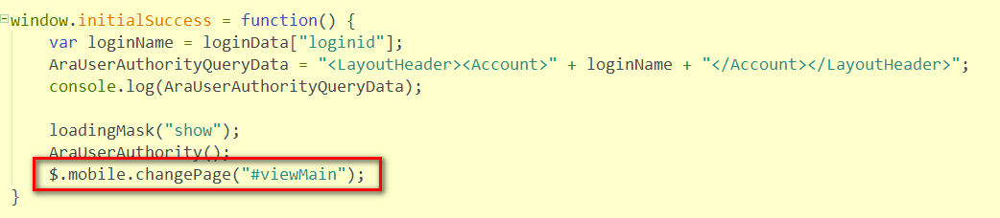 window.initialSuccess = function() {
var loginName = loginData["loginid"];
AraUserAuthorityQueryData = "<LayoutHeader><Account>" + loginName + "</Account></LayoutHeader>";
console.log(AraUserAuthorityQueryData);
loadingMask("show");
AraUserAuthority();
$.mobile.changePage("#viewMain");
}